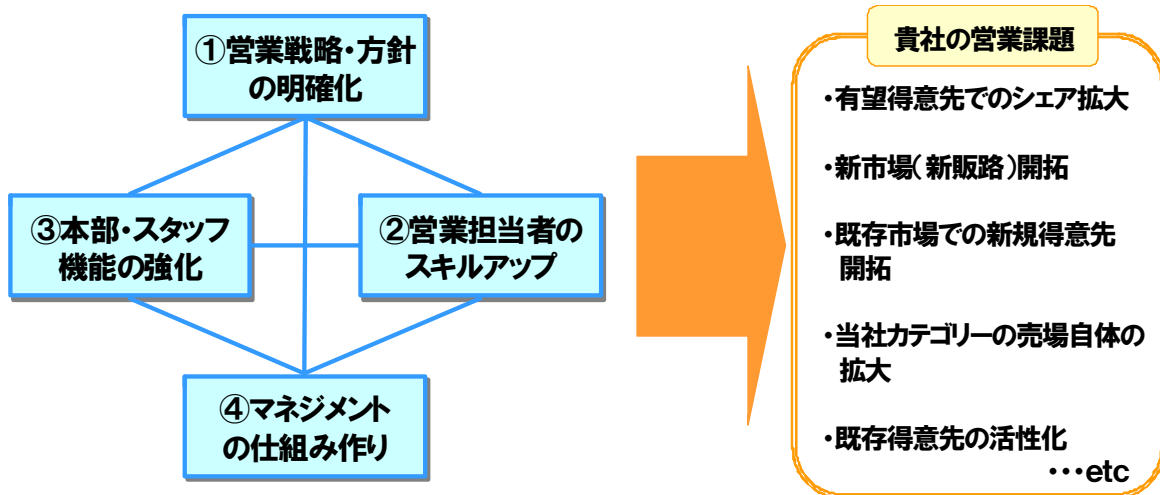 ①営業戦略・方針
の明確化
③本部・スタッフ
機能の強化
②営業担当者の
スキルアップ
④マネジメント
の仕組み作り
貴社の営業課題
・有望得意先でのシェア拡大
・新市場(新販路)開拓
・既存市場での新規得意先
開拓
・当社カテゴリーの売場自体の
拡大
・既存得意先の活性化
・・・etc